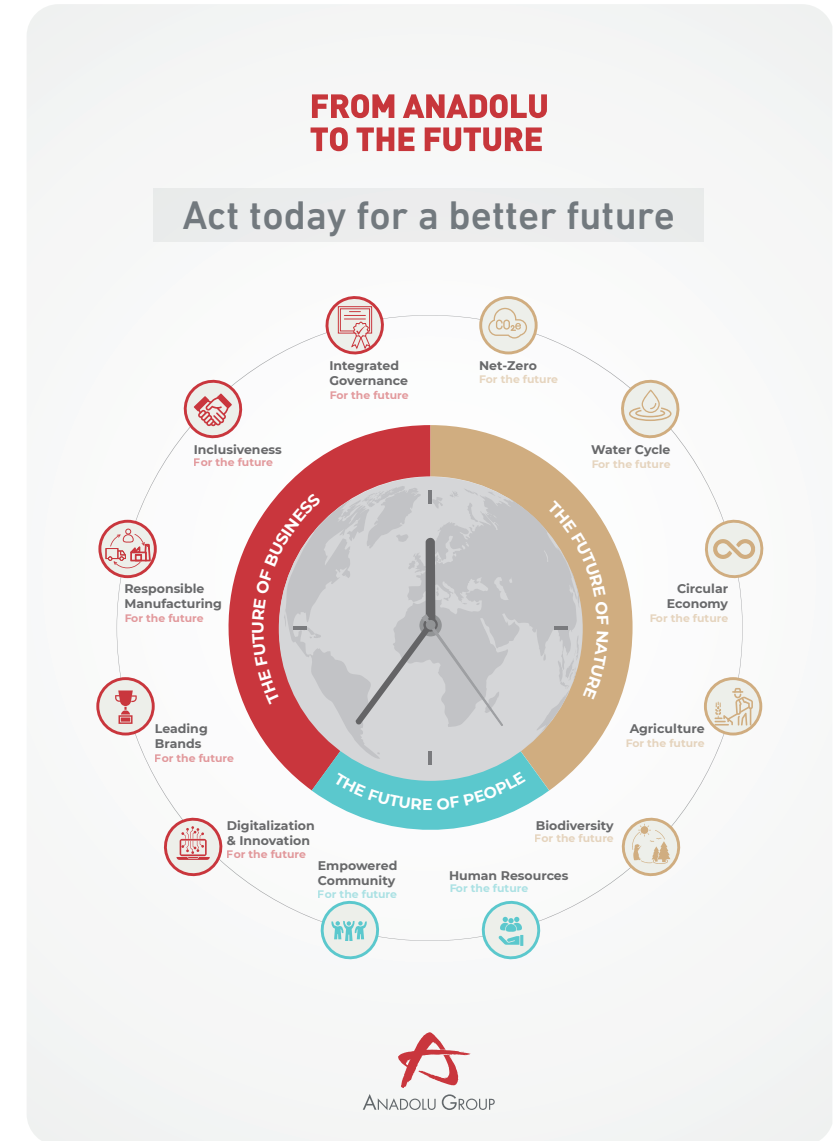 FROM ANADOLU
TO THE FUTURE
Act today for a better future
Integrated
Governance
For the future
Net-Zero
For the future
CO₂e
Inclusiveness
For the future
Water Cycle
For the future
Responsible
Manufacturing
For the future
Circular
Economy
For the future
THE FUTURE OF BUSINESS
THE FUTURE OF NATURE
THE FUTURE OF PEOPLE
Leading
Brands
For the future
Agriculture
For the future
Digitalization
& Innovation
For the future
Biodiversity
For the future
Empowered
Community
For the future
Human Resources
For the future
ANADOLU GROUP